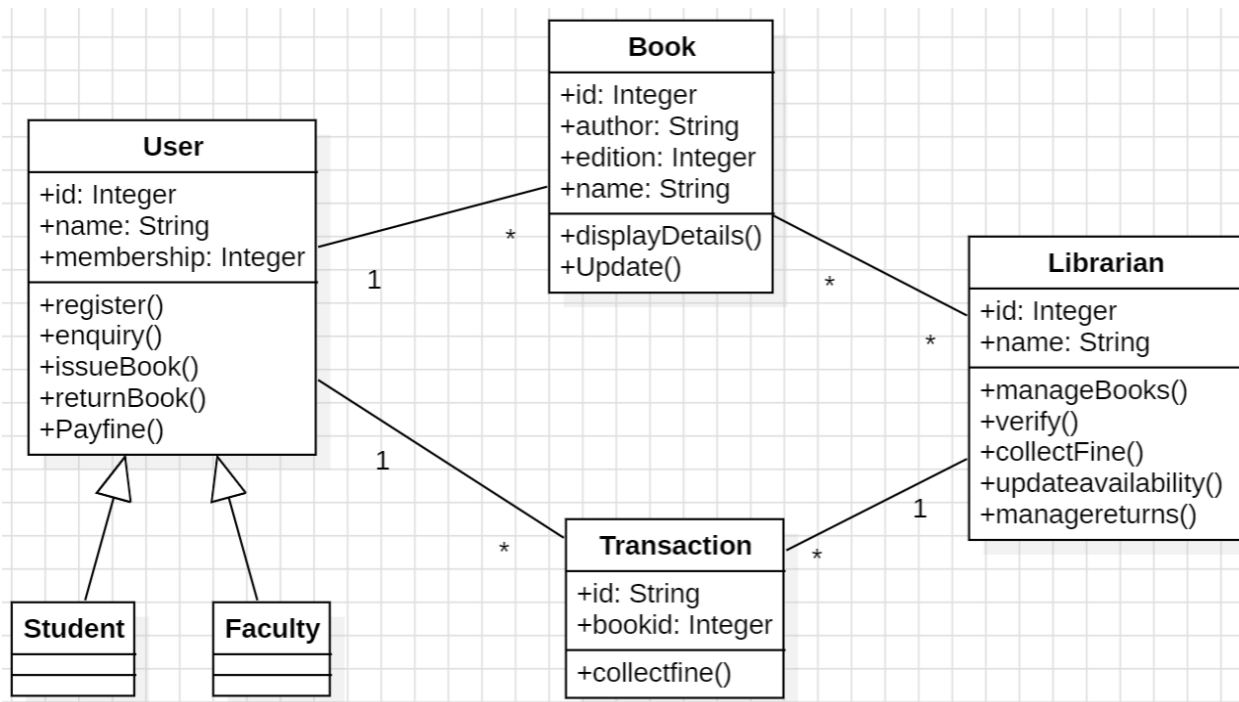 Book
+id: Integer
+author: String
+edition: Integer
+name: String
+displayDetails()
+Update()
User
+id: Integer
+name: String
+membership: Integer
+register()
+enquiry()
+issueBook()
+returnBook()
+Payfine()
1
*
Librarian
+id: Integer
+name: String
+manageBooks()
+verify()
+collectFine()
+updateavailability()
+managereturns()
*
*
1
*
1
*
Transaction
+id: String
+bookid: Integer
+collectfine()
Student
Faculty